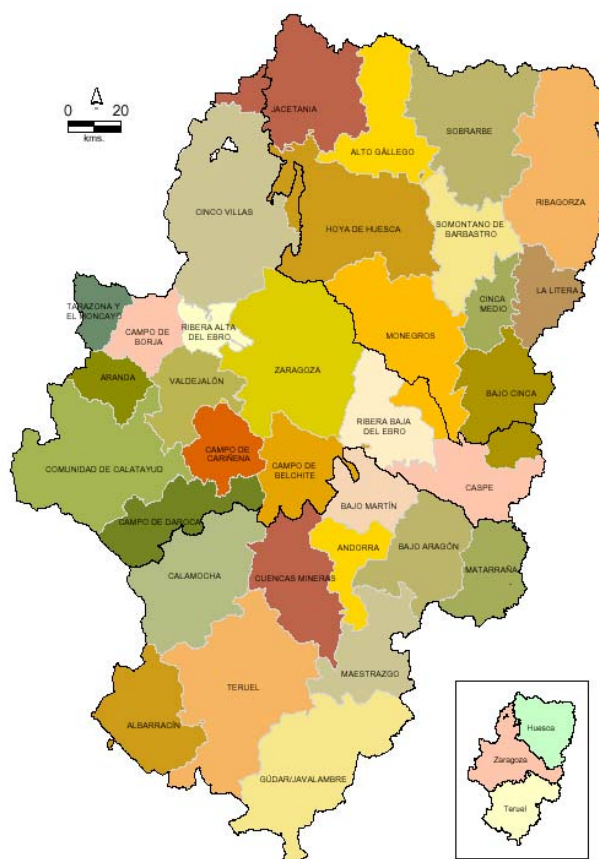 0 20
kms.
JACETANIA
ALTO GÁLLEGO
SOBRARBE
RIBAGORZA
CINCO VILLAS
HOYA DE HUESCA
SOMONTANO DE
BARBASTRO
LA LITERA
CINCA
MEDIO
TARAZONA Y
EL MONCAYO
CAMPO DE
BORJA
RIBERA ALTA
DEL EBRO
MONEGROS
ZARAGOZA
ARANDA
VALDEJALÓN
BAJO CINCA
RIBERA BAJA
DEL EBRO
COMUNIDAD DE CALATAYUD
CAMPO DE
CARIÑENA
CAMPO DE
BELCHITE
CASPE
BAJO MARTÍN
CAMPO DE DAROCA
ANDORRA
BAJO ARAGÓN
MATARRAÑA
CALAMOCHA
CUENCAS MINERAS
MAESTRAZGO
TERUEL
ALBARRACÍN
GÚDAR/JAVALAMBRE
Huesca
Zaragoza
Teruel